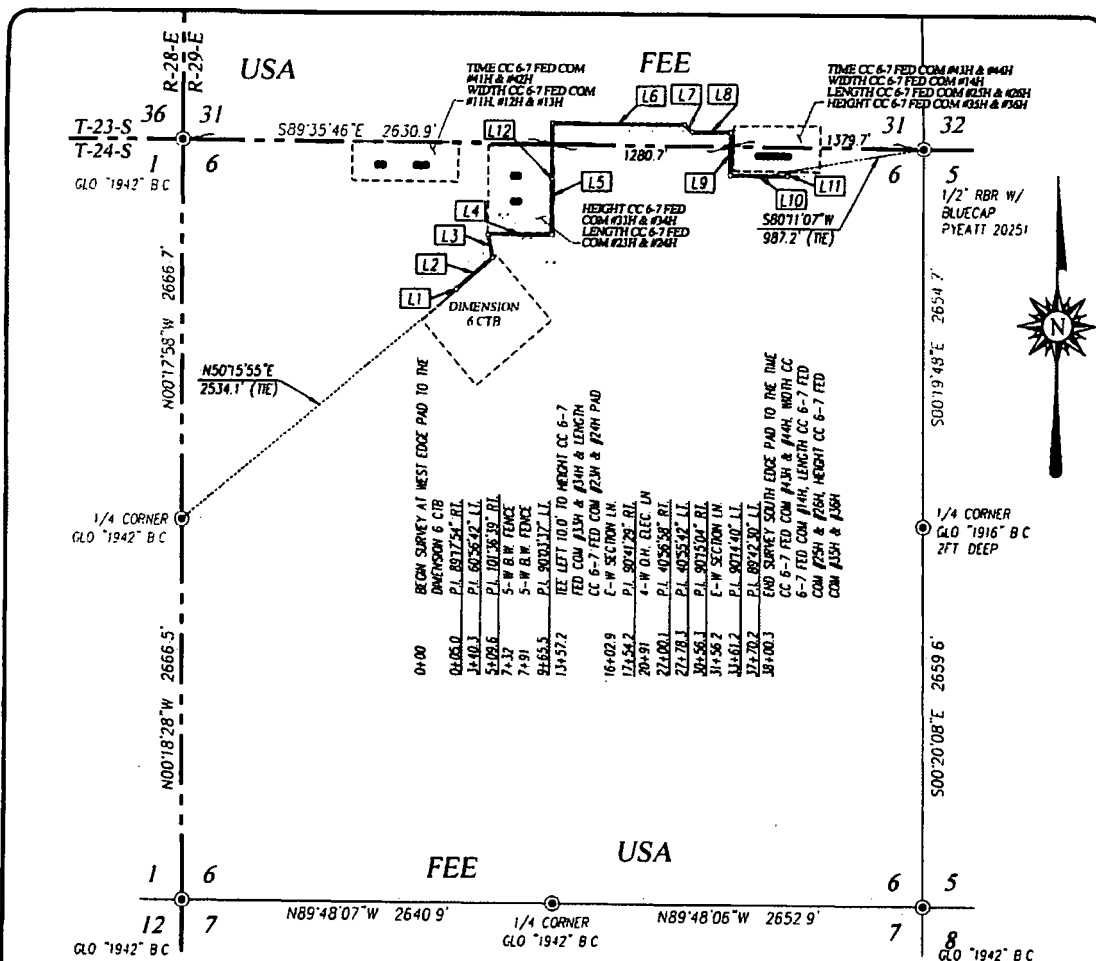 R-28-E
R-29-E
USA
FEE
TIME CC 6-7 FED COM
#41H & #42H
WIDTH CC 6-7 FED COM
#11H, #12H & #13H
TIME CC 6-7 FED COM #43H & #44H
WIDTH CC 6-7 FED COM #14H
LENGTH CC 6-7 FED COM #25H & #26H
HEIGHT CC 6-7 FED COM #35H & #36H
L6
L7
L8
36
31
S89°35'46"E 2630.9'
L12
1379.7'
31
32
T-23-S
T-24-S
1280.7'
1
6
6
5
GLO "1942" B C
L5
L9
L10
L11
1/2" RBR W/
BLUECAP
PYEATT 20251
HEIGHT CC 6-7 FED
COM #33H & #34H
LENGTH CC 6-7 FED
COM #23H & #24H
S80°11'07"W
987.2' (TIE)
L4
L3
L2
L1
DIMENSION
6 CTB
N00°17'58"W 2666.7'
S00°19'48"E 2654.7'
N
N50°15'55"E
2534.1' (TIE)
1/4 CORNER
GLO "1942" B C
1/4 CORNER
GLO "1916" B C
2FT DEEP
0+00 BEGIN SURVEY AT WEST EDGE PAD TO THE
DIMENSION 6 CTB
0+05.0 P.I. 89°17'54" RT.
3+40.3 P.I. 60°56'42" LT.
5+09.6 P.I. 101°36'39" RT.
7+32 5-W B.W. FENCE
7+91 5-W B.W. FENCE
9+65.5 P.I. 90°03'37" LT.
13+57.2 TEE LEFT 10.0' TO HEIGHT CC 6-7
FED COM #33H & #34H & LENGTH
CC 6-7 FED COM #23H & #24H PAD
16+02.9 E-W SECTION LN.
17+54.2 P.I. 90°41'29" RT.
20+91 4-W O.H. ELEC. LN
27+00.1 P.I. 40°56'58" RT.
27+78.3 P.I. 40°55'42" LT.
30+56.3 P.I. 90°15'04" RT.
31+56.2 E-W SECTION LN.
33+61.2 P.I. 90°14'40" LT.
37+70.2 P.I. 89°42'30" LT.
38+00.3 END SURVEY SOUTH EDGE PAD TO THE TIME
CC 6-7 FED COM #43H & #44H, WIDTH CC
6-7 FED COM #14H, LENGTH CC 6-7 FED
COM #25H & #26H, HEIGHT CC 6-7 FED
COM #35H & #36H
N00°18'28"W 2666.5'
S00°20'08"E 2659.6'
USA
FEE
1
6
6
5
12
7
N89°48'07"W 2640.9'
1/4 CORNER
GLO "1942" B C
N89°48'06"W 2652.9'
7
8
GLO "1942" B C
GLO "1942" B C